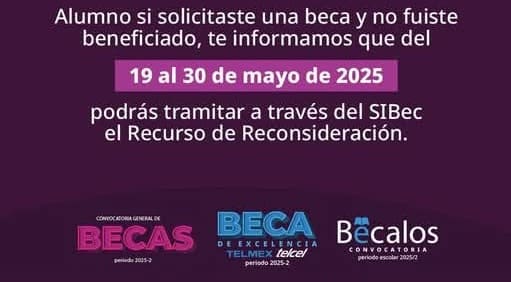 Alumno si solicitaste una beca y no fuiste
beneficiado, te informamos que del
19 al 30 de mayo de 2025
podrás tramitar a través del SIBec
el Recurso de Reconsideración.
CONVOCATORIA GENERAL DE
BECAS
periodo 2025-2
BECA
DE EXCELENCIA
TELMEX telcel
periodo 2025-2
Bécalos
CONVOCATORIA
periodo escolar 2025/2